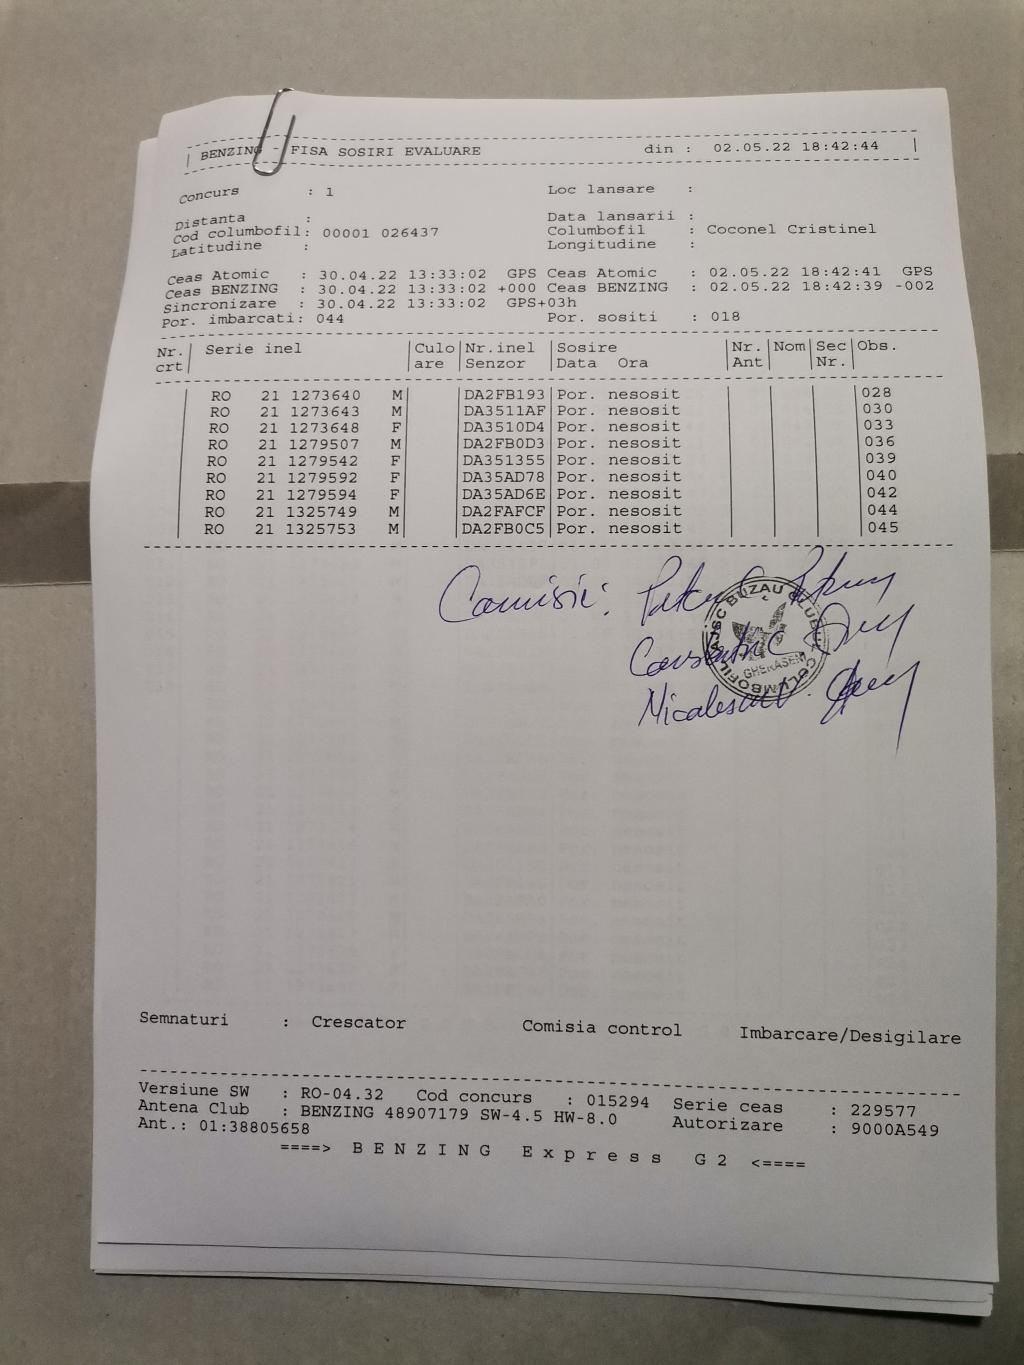 BENZING - FISA SOSIRI EVALUARE din : 02.05.22 18:42:44
Concurs : 1 Loc lansare :
Distanta : Data lansarii :
Cod columbofil: 00001 026437 Columbofil : Coconel Cristinel
Latitudine : Longitudine :
Ceas Atomic : 30.04.22 13:33:02 GPS Ceas Atomic : 02.05.22 18:42:41 GPS
Ceas BENZING : 30.04.22 13:33:02 +000 Ceas BENZING : 02.05.22 18:42:39 -002
Sincronizare : 30.04.22 13:33:02 GPS+03h
Por. imbarcati: 044 Por. sositi : 018
Nr. Serie inel Culo Nr.inel Sosire Nr. Nom Sec Obs.
crt are Senzor Data Ora Ant Nr.
RO 21 1273640 M DA2FB193 Por. nesosit 028
RO 21 1273643 M DA3511AF Por. nesosit 030
RO 21 1273648 F DA3510D4 Por. nesosit 033
RO 21 1279507 M DA2FB0D3 Por. nesosit 036
RO 21 1279542 F DA351355 Por. nesosit 039
RO 21 1279592 F DA35AD78 Por. nesosit 040
RO 21 1279594 F DA35AD6E Por. nesosit 042
RO 21 1325749 M DA2FAFCF Por. nesosit 044
RO 21 1325753 M DA2FB0C5 Por. nesosit 045
Comisie:
BUZAU CLUBUL COLUMBOFIL
GHERASENI
Semnaturi : Crescator Comisia control Imbarcare/Desigilare
Versiune SW : RO-04.32 Cod concurs : 015294 Serie ceas : 229577
Antena Club : BENZING 48907179 SW-4.5 HW-8.0 Autorizare : 9000A549
Ant.: 01:38805658
====> BENZING Express G2 <====